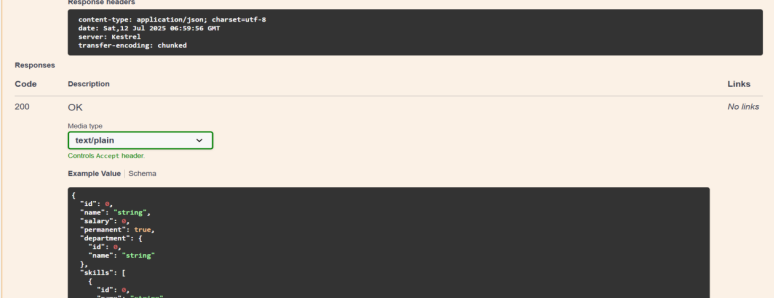 Response headers
content-type: application/json; charset=utf-8
date: Sat,12 Jul 2025 06:59:56 GMT
server: Kestrel
transfer-encoding: chunked
Responses
Code Description Links
200 OK No links
Media type
text/plain
Controls Accept header.
Example Value Schema
{
"id": 0,
"name": "string",
"salary": 0,
"permanent": true,
"department": {
"id": 0,
"name": "string"
},
"skills": [
{
"id": 0,
"name": "string"